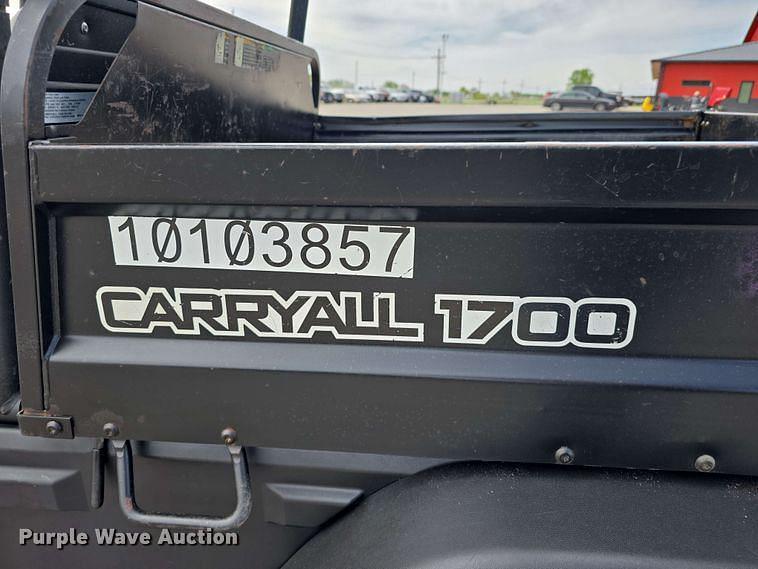 10103857
CARRYALL 1700
Purple Wave Auction